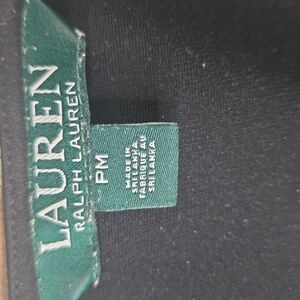 LAUREN
RALPH LAUREN
PM
MADE IN
SRI LANKA
FABRIQUE AU
SRI LANKA